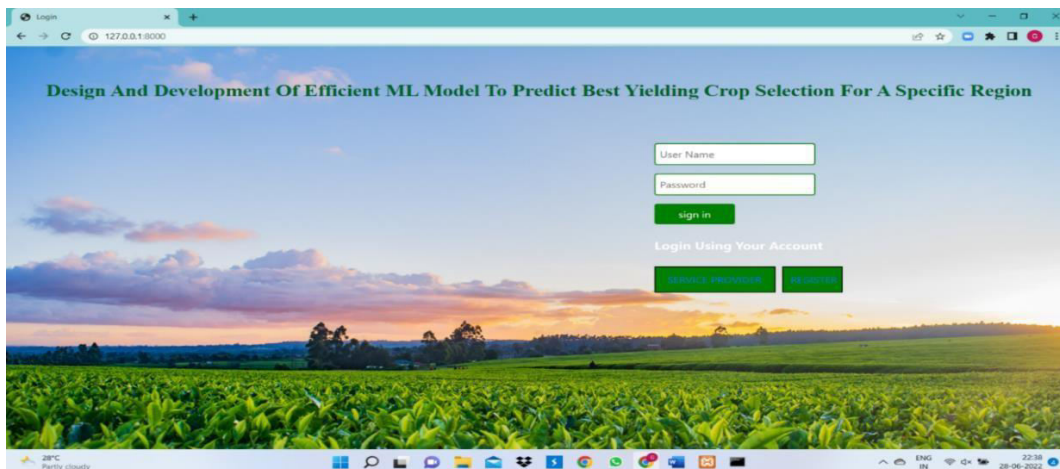 Login
127.0.0.1:8000
Design And Development Of Efficient ML Model To Predict Best Yielding Crop Selection For A Specific Region
User Name
Password
sign in
Login Using Your Account
SERVICE PROVIDER REGISTER
28°C
Partly cloudy
ENG
IN
22:38
28-06-2022